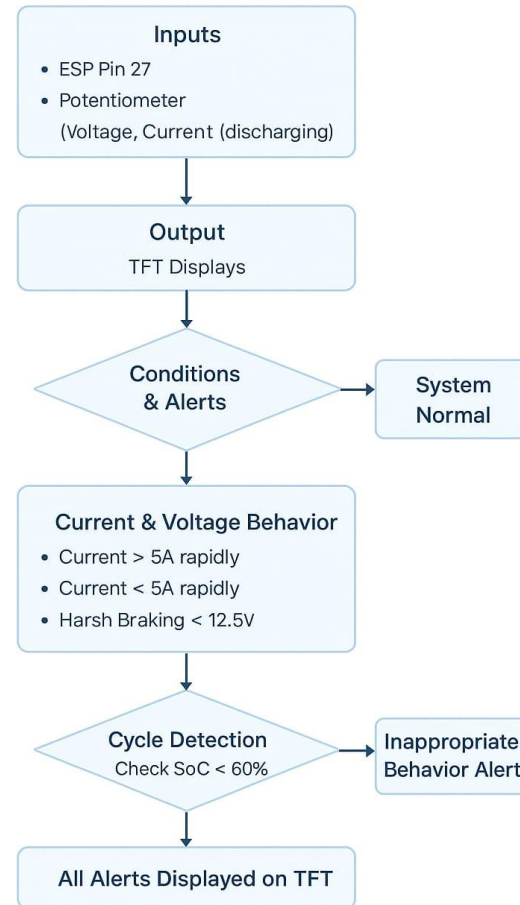 Inputs
• ESP Pin 27
• Potentiometer
(Voltage, Current (discharging)
Output
TFT Displays
Conditions
& Alerts
System
Normal
Current & Voltage Behavior
• Current > 5A rapidly
• Current < 5A rapidly
• Harsh Braking < 12.5V
Cycle Detection
Check SoC < 60%
Inappropriate
Behavior Alert
All Alerts Displayed on TFT